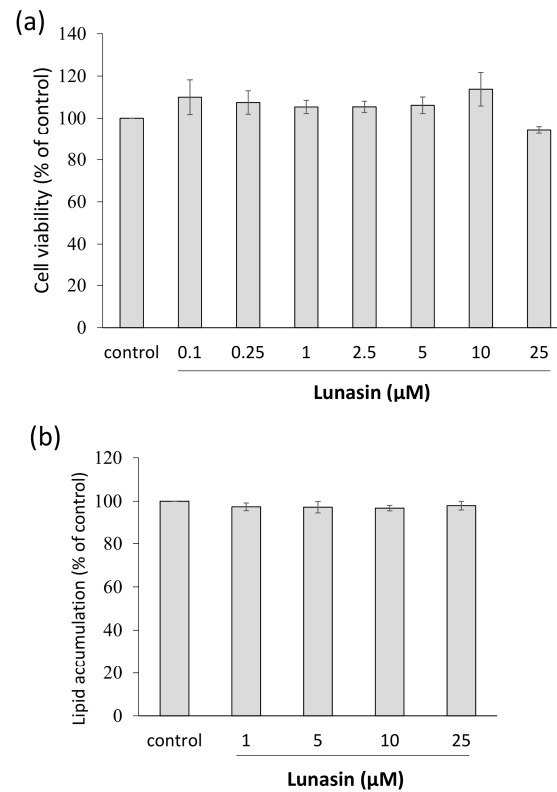 (a)
Cell viability (% of control)
140
120
100
80
60
40
20
0
control 0.1 0.25 1 2.5 5 10 25
Lunasin (μM)
(b)
Lipid accumulation (% of control)
120
100
80
60
40
20
0
control 1 5 10 25
Lunasin (μM)